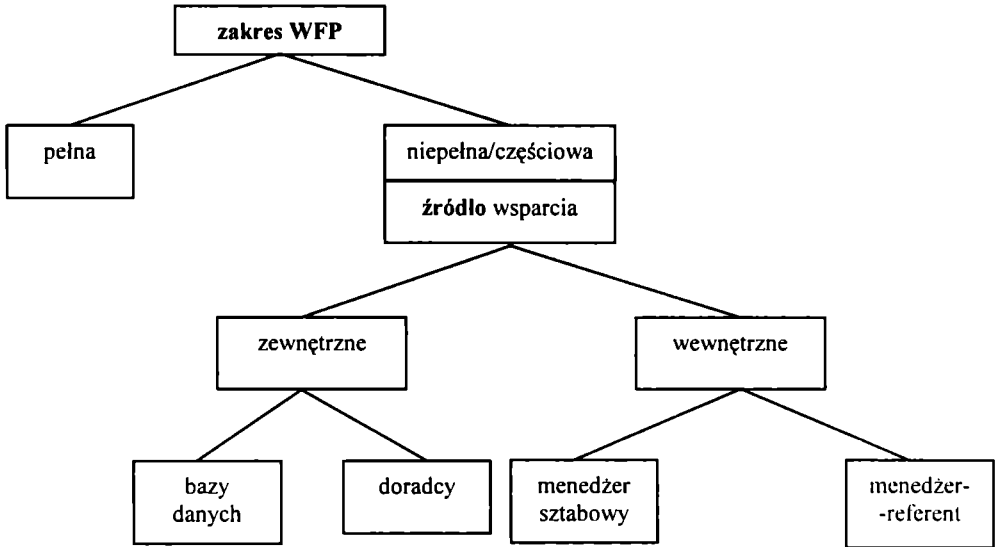 zakres WFP
pełna
niepełna/częściowa
źródło wsparcia
zewnętrzne
wewnętrzne
bazy
danych
doradcy
menedżer
sztabowy
menedżer-
-referent